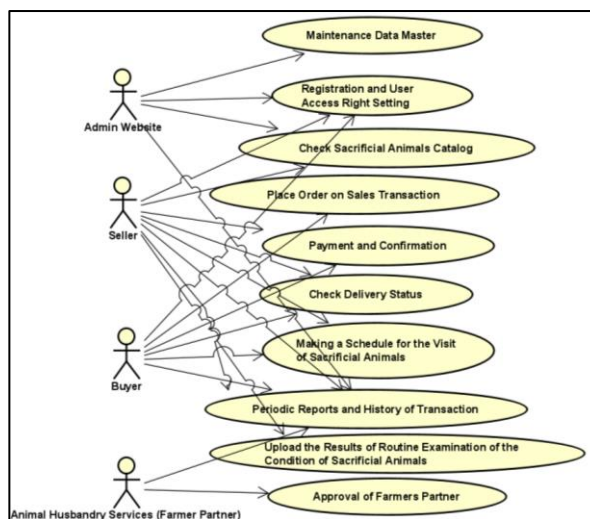 Maintenance Data Master
Registration and User
Access Right Setting
Admin Website
Check Sacrificial Animals Catalog
Place Order on Sales Transaction
Seller
Payment and Confirmation
Check Delivery Status
Making a Schedule for the Visit
of Sacrificial Animals
Buyer
Periodic Reports and History of Transaction
Upload the Results of Routine Examination of the
Condition of Sacrificial Animals
Approval of Farmers Partner
Animal Husbandry Services (Farmer Partner)